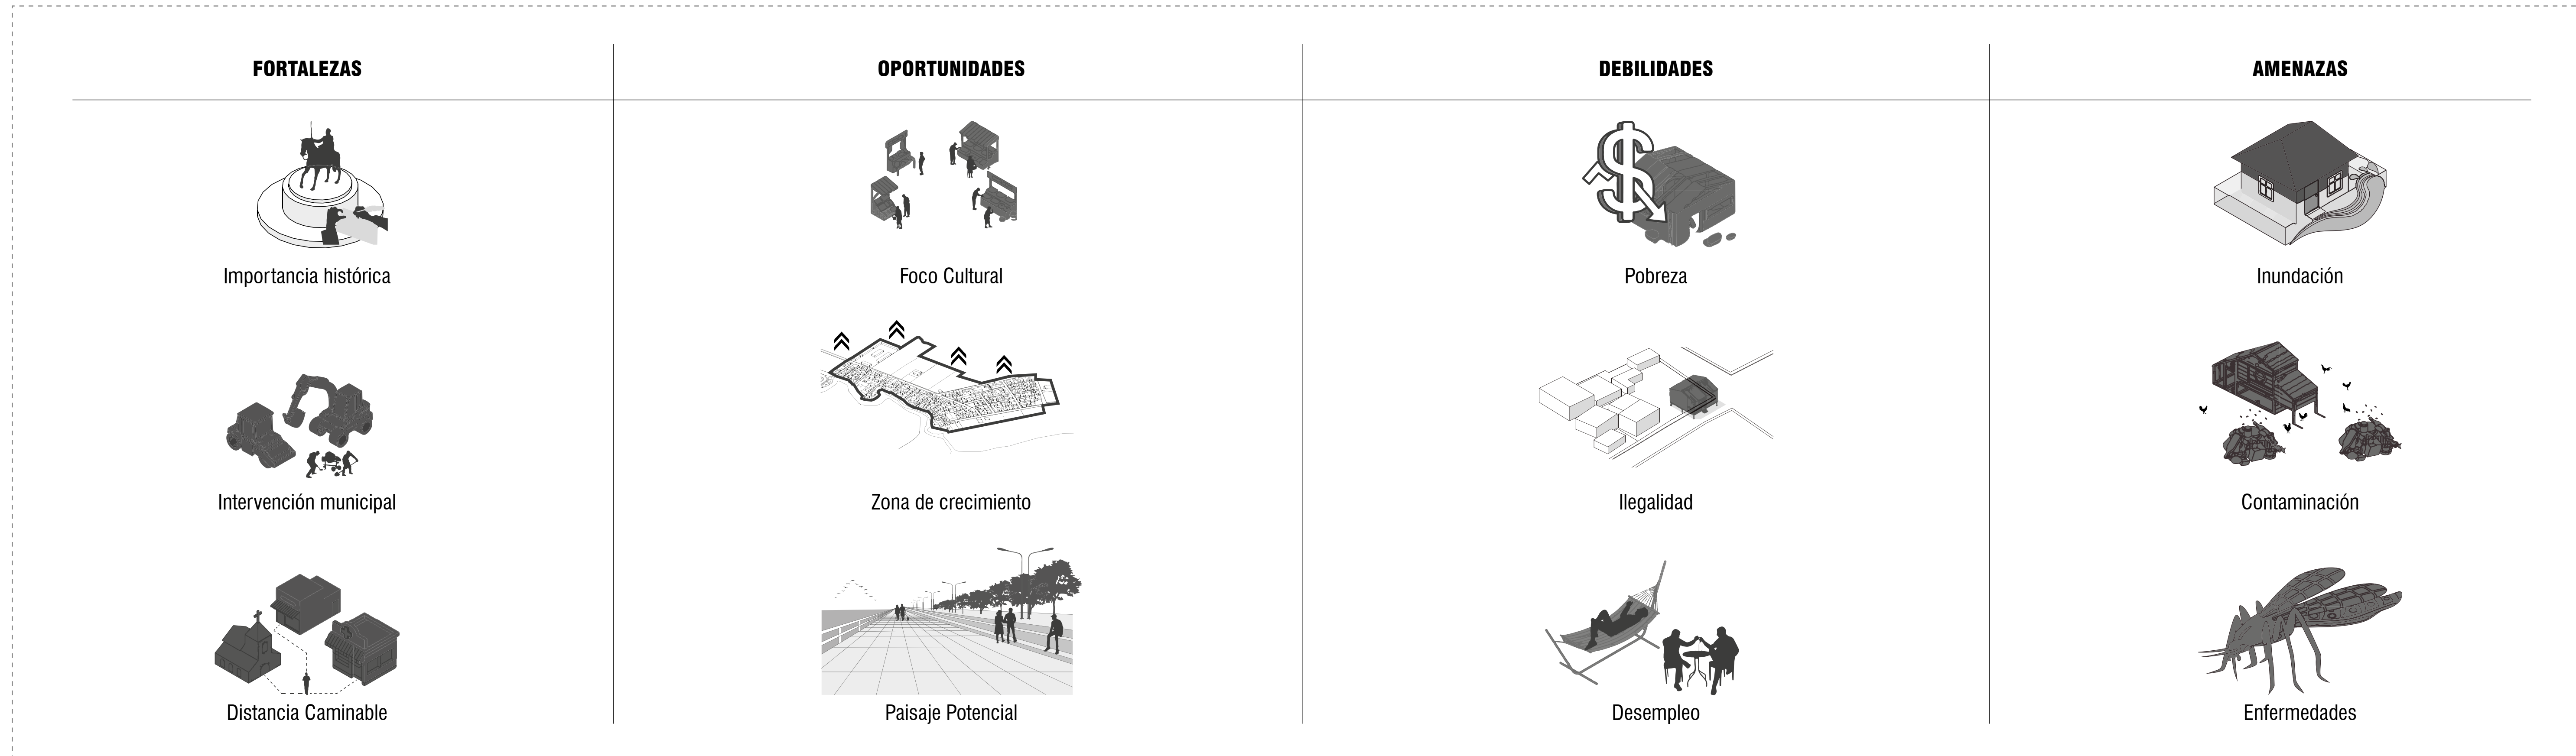 FORTALEZAS
OPORTUNIDADES
DEBILIDADES
AMENAZAS
Importancia histórica
Foco Cultural
Pobreza
Inundación
Intervención municipal
Zona de crecimiento
Ilegalidad
Contaminación
Distancia Caminable
Paisaje Potencial
Desempleo
Enfermedades